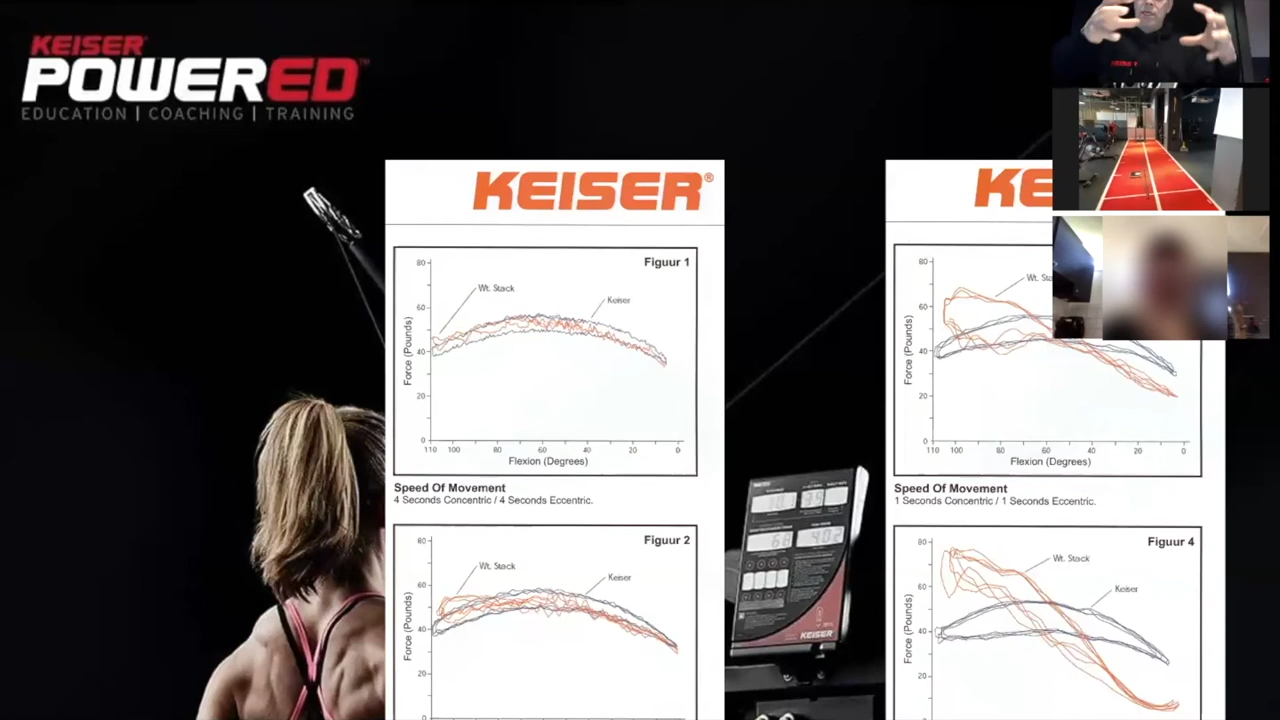 KEISER
POWERED™
EDUCATION | COACHING | TRAINING
KEISER®
Figuur 1
Wt. Stack
Keiser
Force (Pounds)
80
60
40
20
0
110 100 80 60 40 20 0
Flexion (Degrees)
Speed Of Movement
4 Seconds Concentric / 4 Seconds Eccentric.
Figuur 2
Wt. Stack
Keiser
Force (Pounds)
80
60
40
20
KE
Wt. Sta
Force (Pounds)
80
60
40
20
0
110 100 80 60 40 20 0
Flexion (Degrees)
Speed Of Movement
1 Seconds Concentric / 1 Seconds Eccentric.
Figuur 4
Wt. Stack
Keiser
Force (Pounds)
80
60
40
20
KEISER